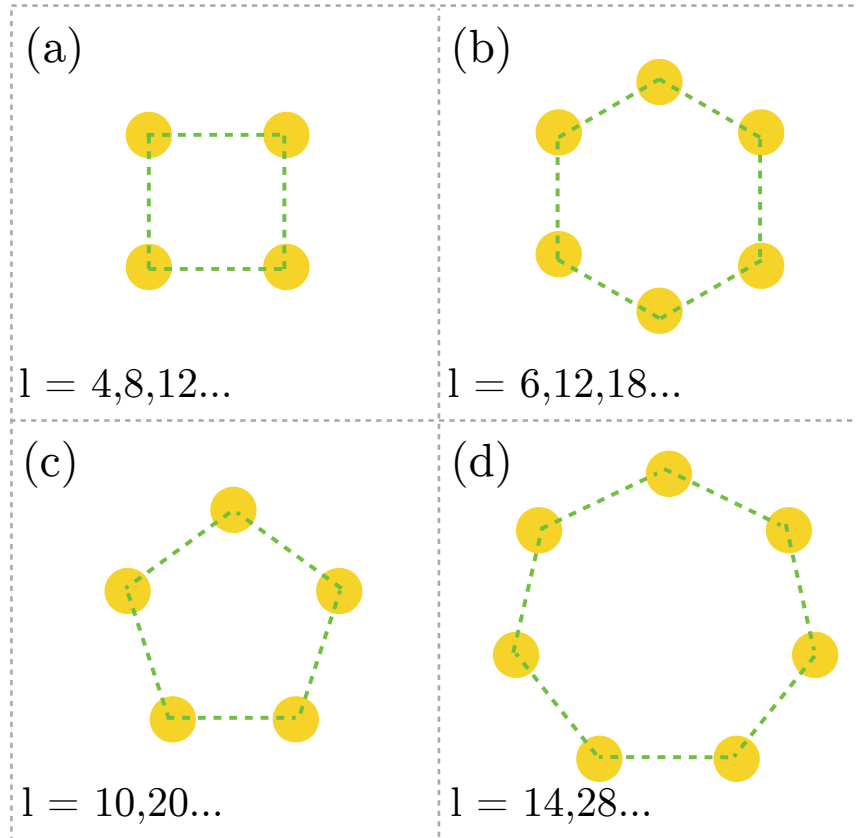 (a)
(b)
l = 4,8,12...
l = 6,12,18...
(c)
(d)
l = 10,20...
l = 14,28...